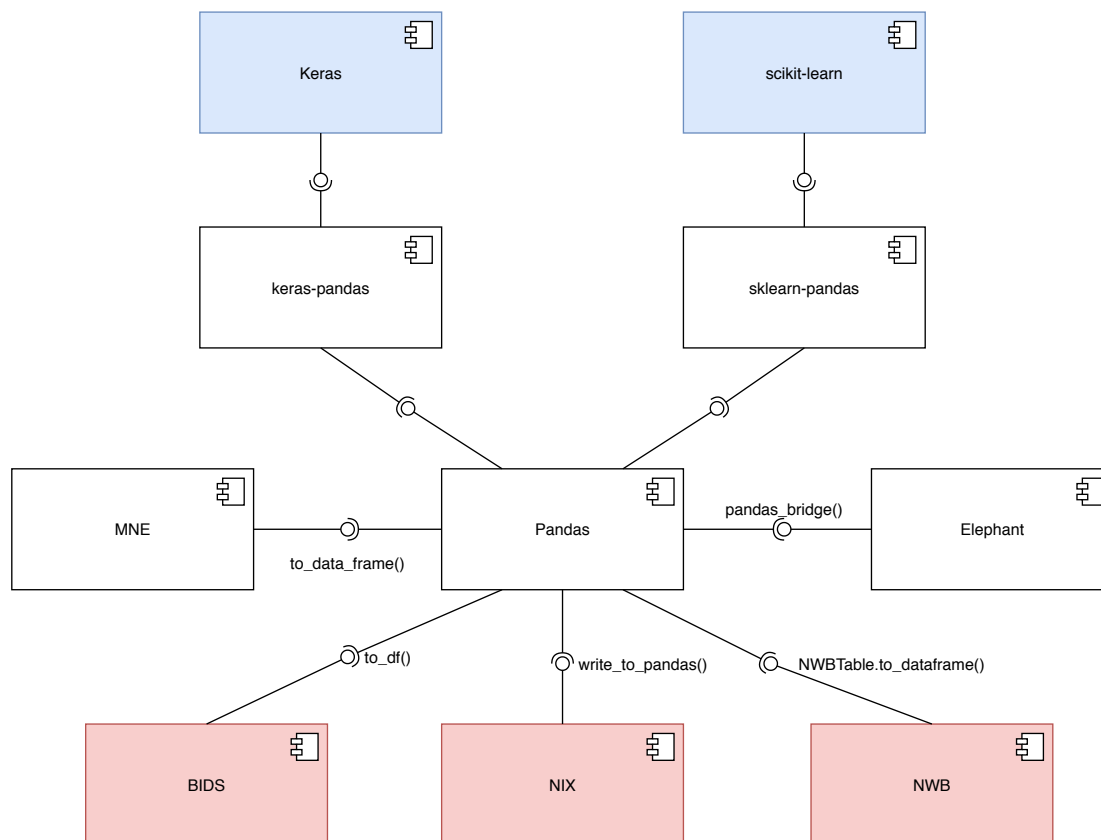 Keras
scikit-learn
keras-pandas
sklearn-pandas
MNE
to_data_frame()
Pandas
pandas_bridge()
Elephant
to_df()
write_to_pandas()
NWBTable.to_dataframe()
BIDS
NIX
NWB